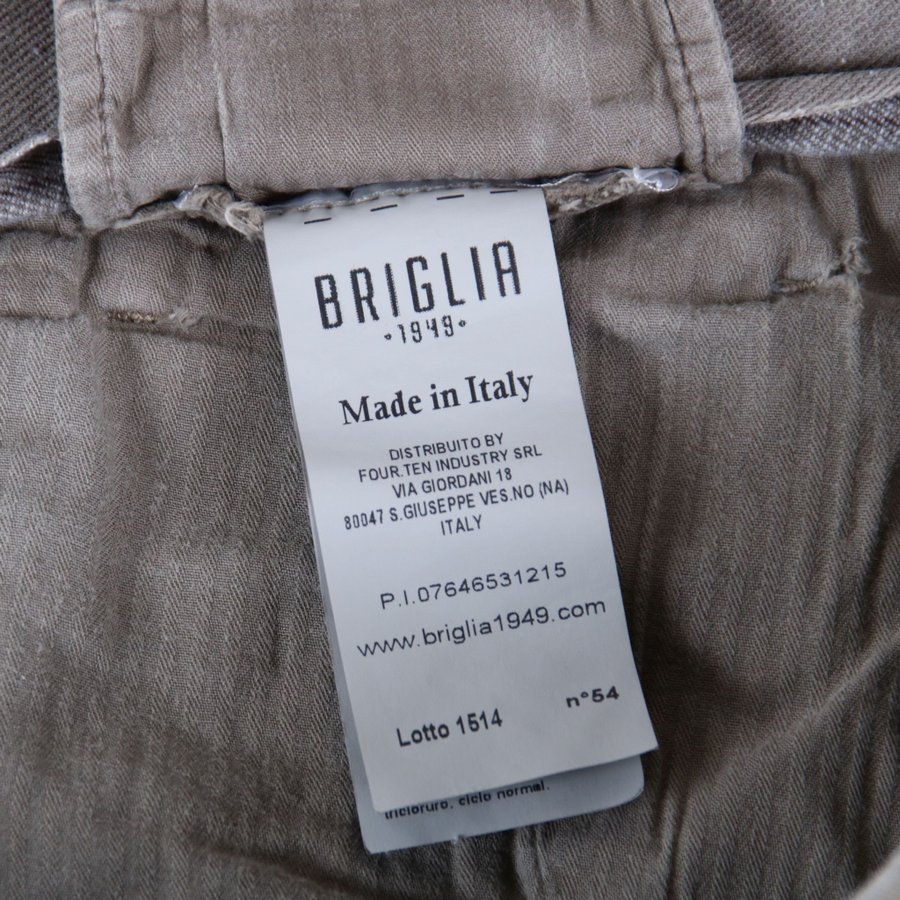 BRIGLIA
•1949•
Made in Italy
DISTRIBUITO BY
FOUR.TEN INDUSTRY SRL
VIA GIORDANI 18
80047 S.GIUSEPPE VES.NO (NA)
ITALY
P.I.07646531215
www.briglia1949.com
n°54
Lotto 1514
tricloruro, ciclo normal.